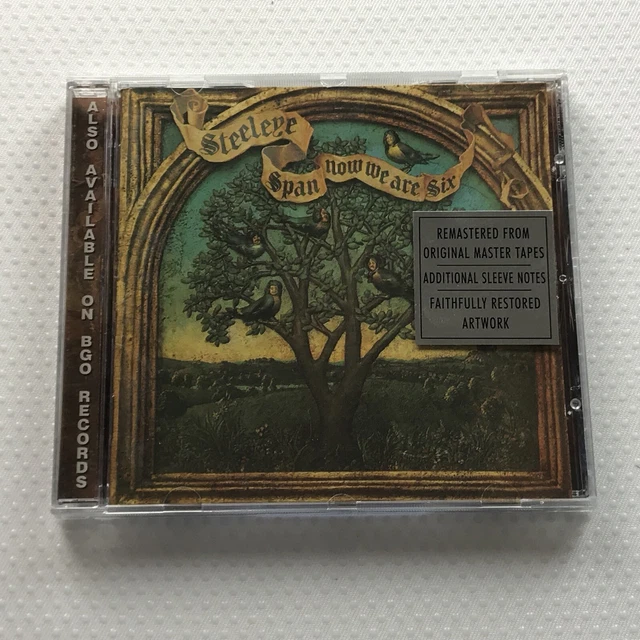 Steeleye
Span now we are Six
REMASTERED FROM
ORIGINAL MASTER TAPES
ADDITIONAL SLEEVE NOTES
FAITHFULLY RESTORED
ARTWORK
ALSO AVAILABLE ON BGO RECORDS